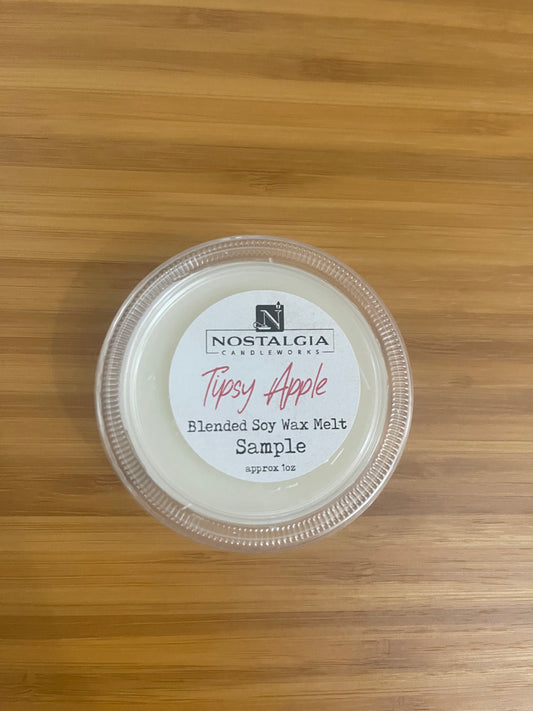 N
NOSTALGIA
CANDLEWORKS
Tipsy Apple
Blended Soy Wax Melt
Sample
approx 1oz